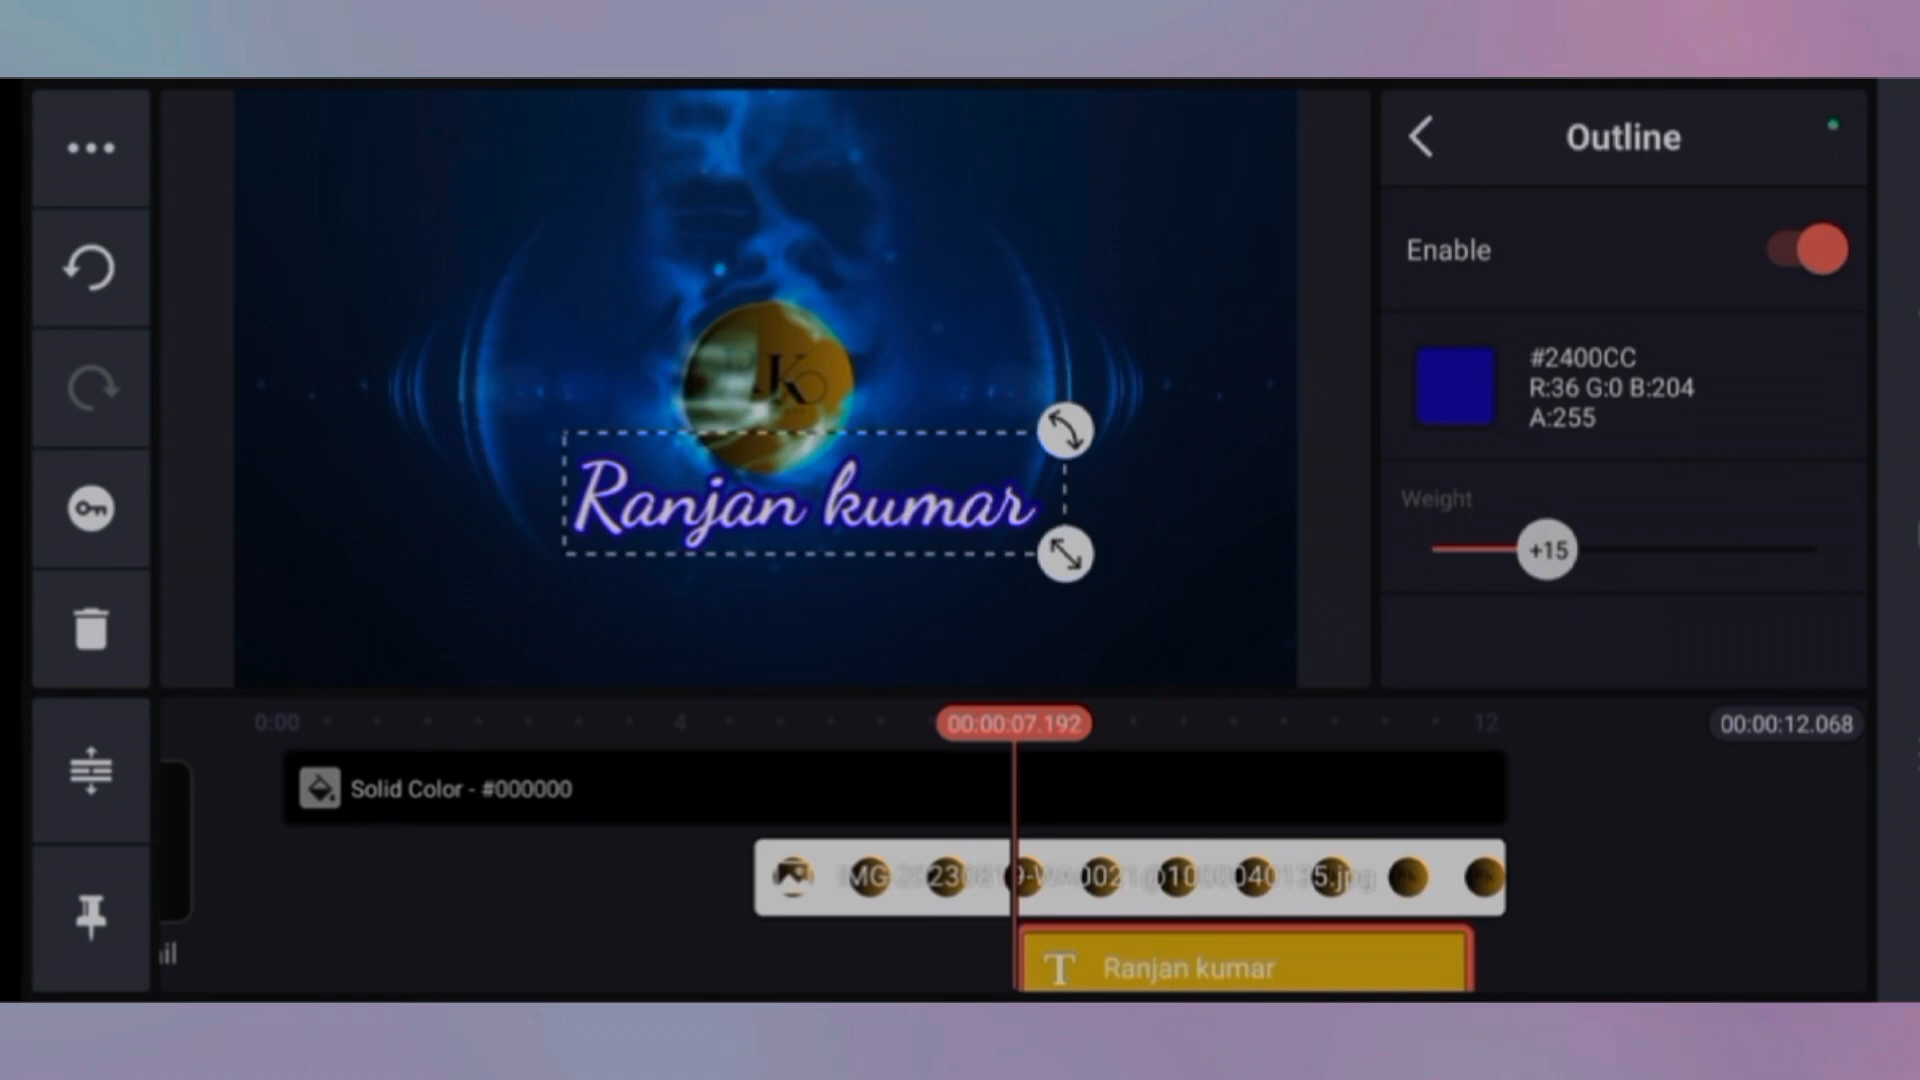 Outline
Enable
#2400CC
R:36 G:0 B:204
A:255
Weight
+15
JK
Ranjan kumar
0:00
4
00:00:07.192
12
00:00:12.068
Solid Color - #000000
Ranjan kumar